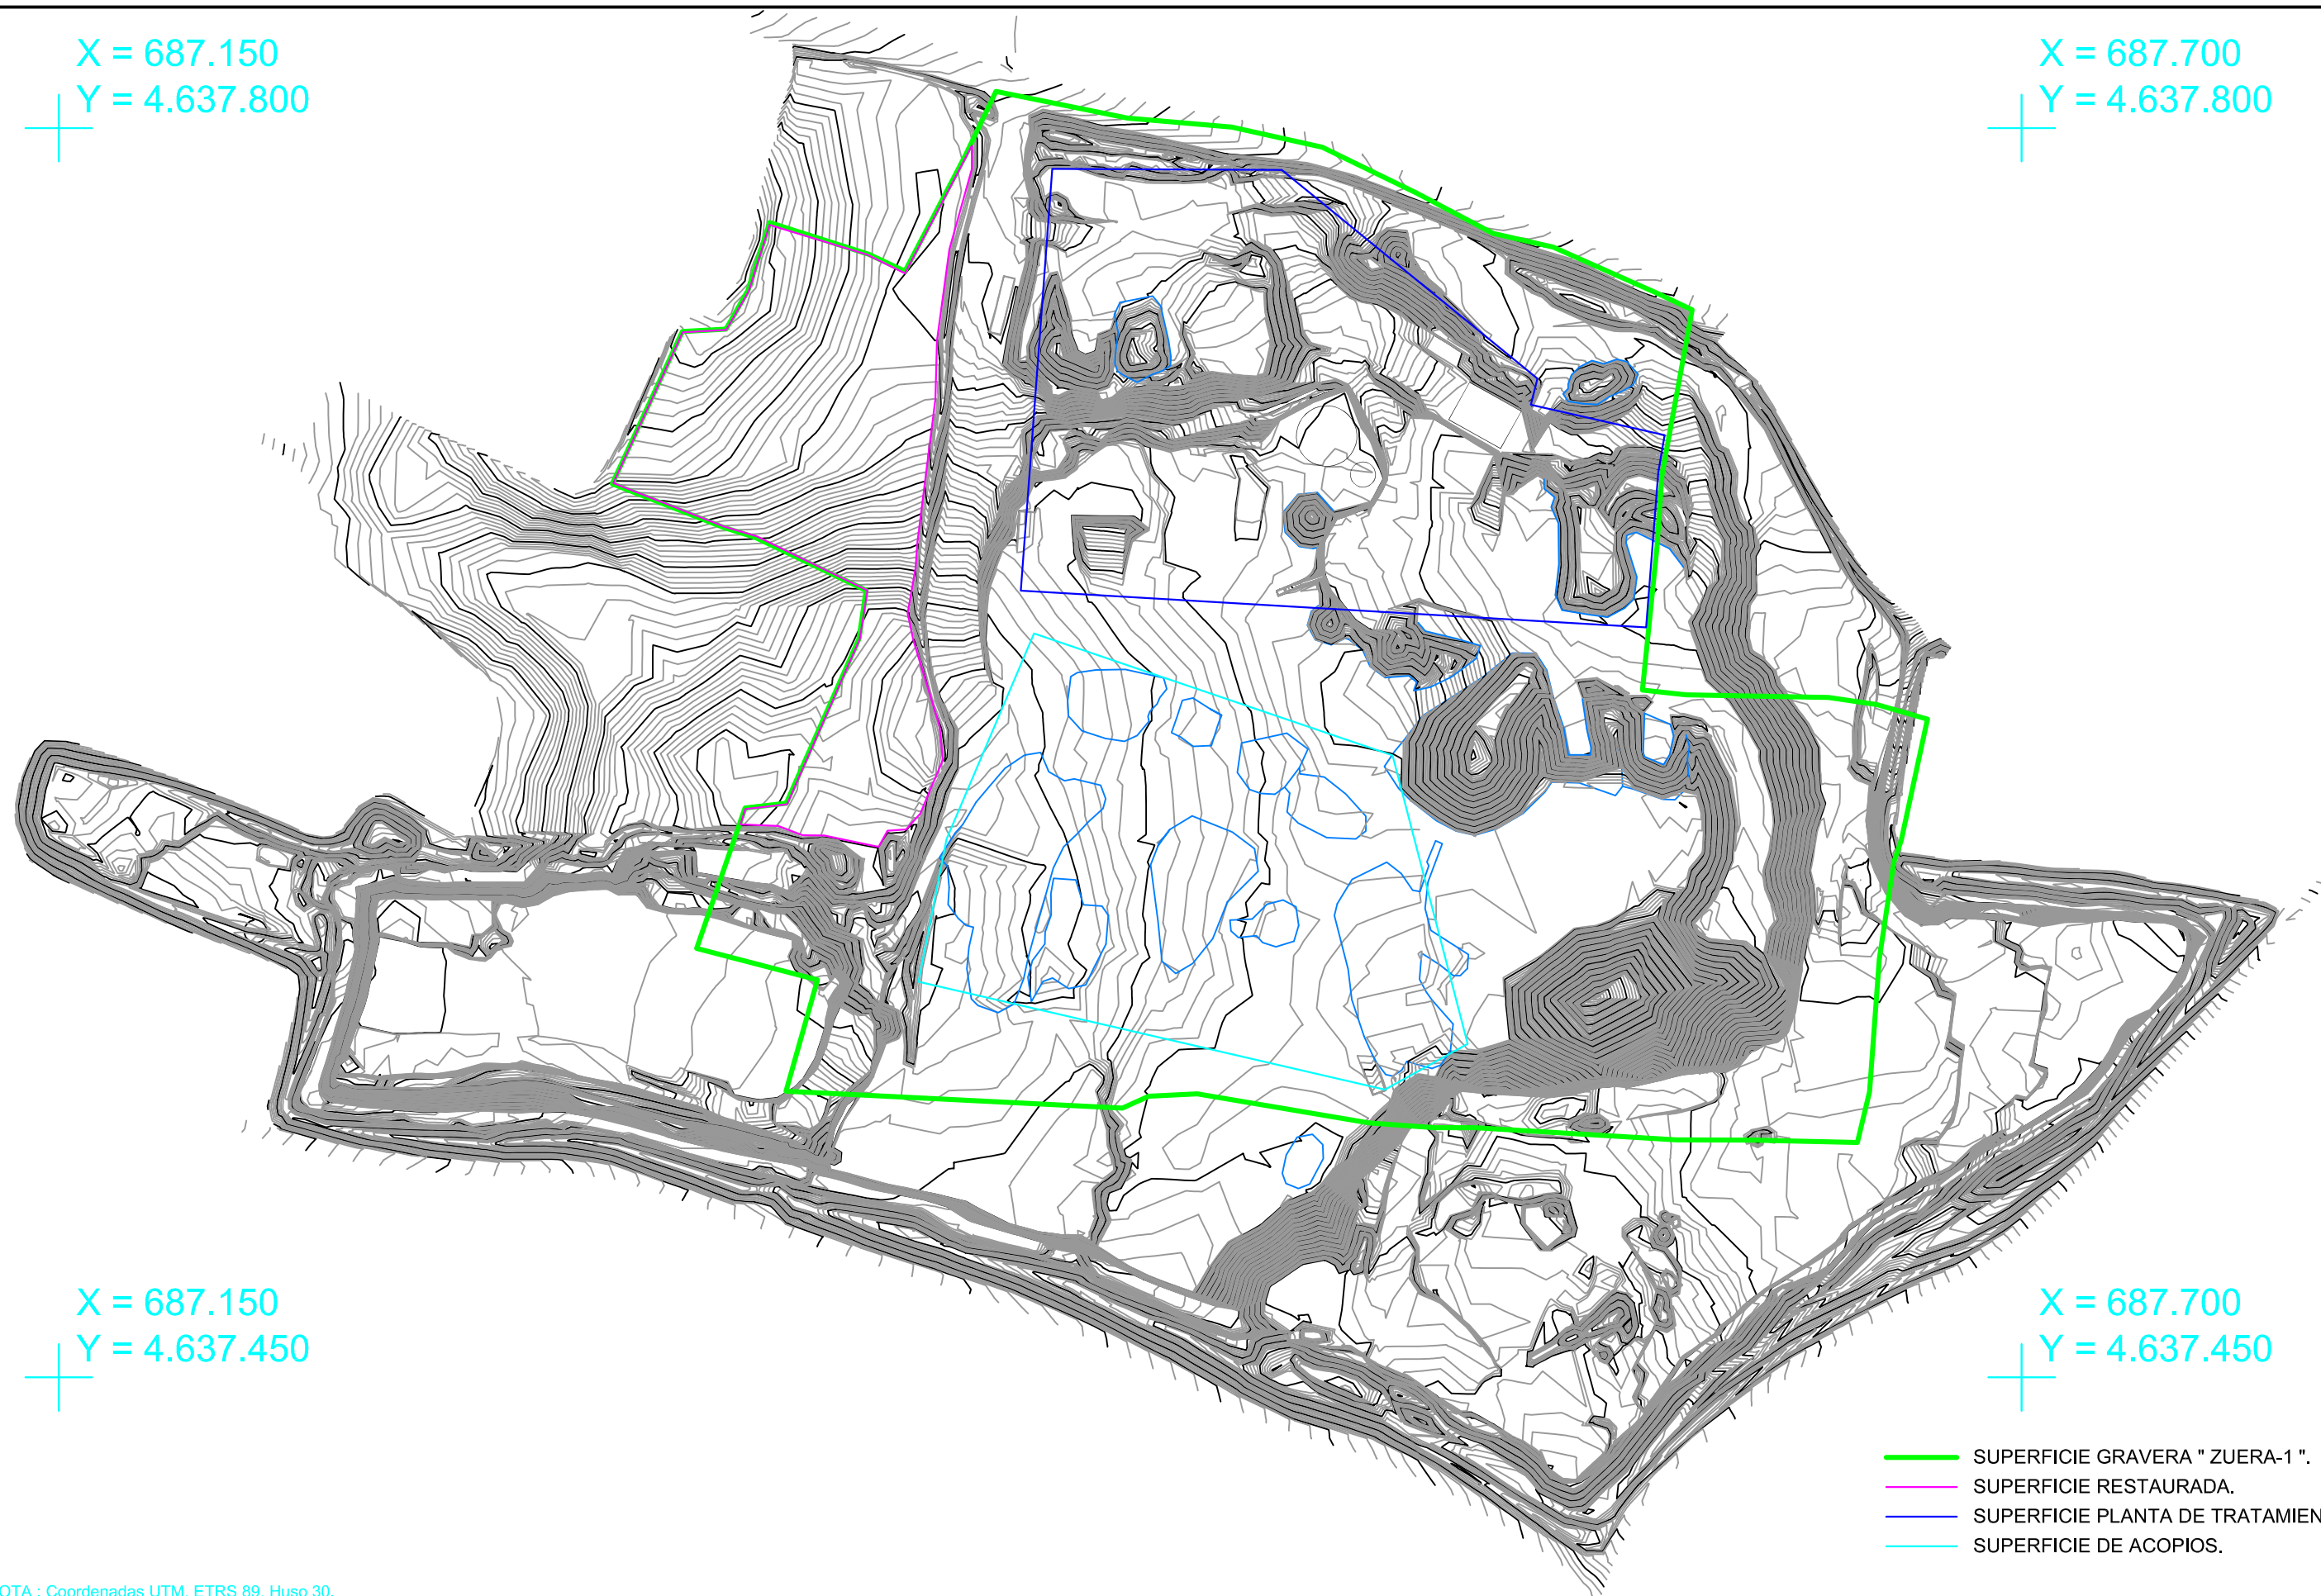 X = 687.150
Y = 4.637.800
X = 687.700
Y = 4.637.800
X = 687.150
Y = 4.637.450
X = 687.700
Y = 4.637.450
SUPERFICIE GRAVERA " ZUERA-1 ".
SUPERFICIE RESTAURADA.
SUPERFICIE PLANTA DE TRATAMIEN
SUPERFICIE DE ACOPIOS.
OTA : Coordenadas UTM, ETRS 89, Huso 30.